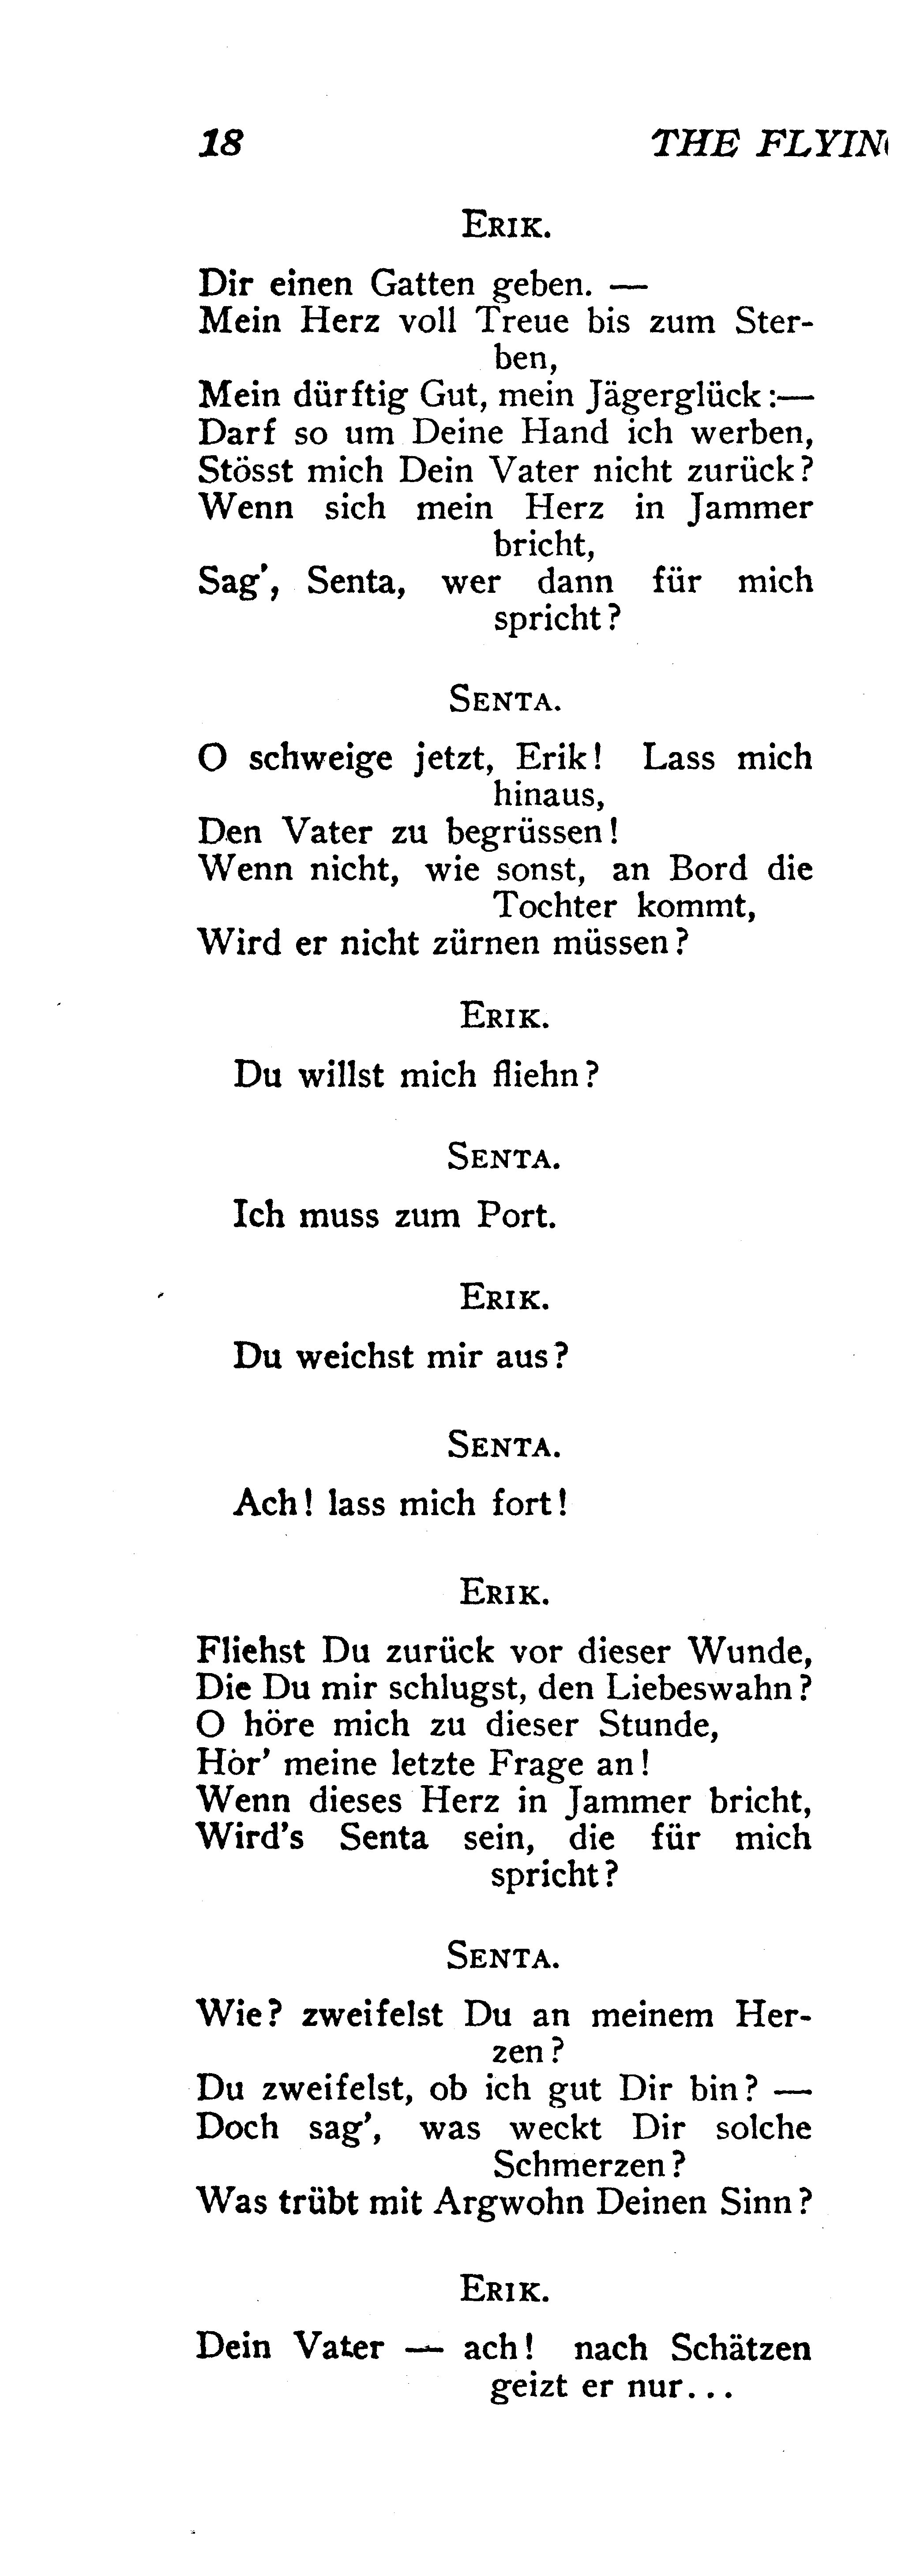 18 THE FLYING
ERIK.
Dir einen Gatten geben. —
Mein Herz voll Treue bis zum Ster-
ben,
Mein dürftig Gut, mein Jägerglück :—
Darf so um Deine Hand ich werben,
Stösst mich Dein Vater nicht zurück?
Wenn sich mein Herz in Jammer
bricht,
Sag', Senta, wer dann für mich
spricht?
SENTA.
O schweige jetzt, Erik! Lass mich
hinaus,
Den Vater zu begrüssen!
Wenn nicht, wie sonst, an Bord die
Tochter kommt,
Wird er nicht zürnen müssen?
ERIK.
Du willst mich fliehn?
SENTA.
Ich muss zum Port.
ERIK.
Du weichst mir aus?
SENTA.
Ach! lass mich fort!
ERIK.
Fliehst Du zurück vor dieser Wunde,
Die Du mir schlugst, den Liebeswahn?
O höre mich zu dieser Stunde,
Hör' meine letzte Frage an!
Wenn dieses Herz in Jammer bricht,
Wird's Senta sein, die für mich
spricht?
SENTA.
Wie? zweifelst Du an meinem Her-
zen?
Du zweifelst, ob ich gut Dir bin? —
Doch sag', was weckt Dir solche
Schmerzen?
Was trübt mit Argwohn Deinen Sinn?
ERIK.
Dein Vater — ach! nach Schätzen
geizt er nur...